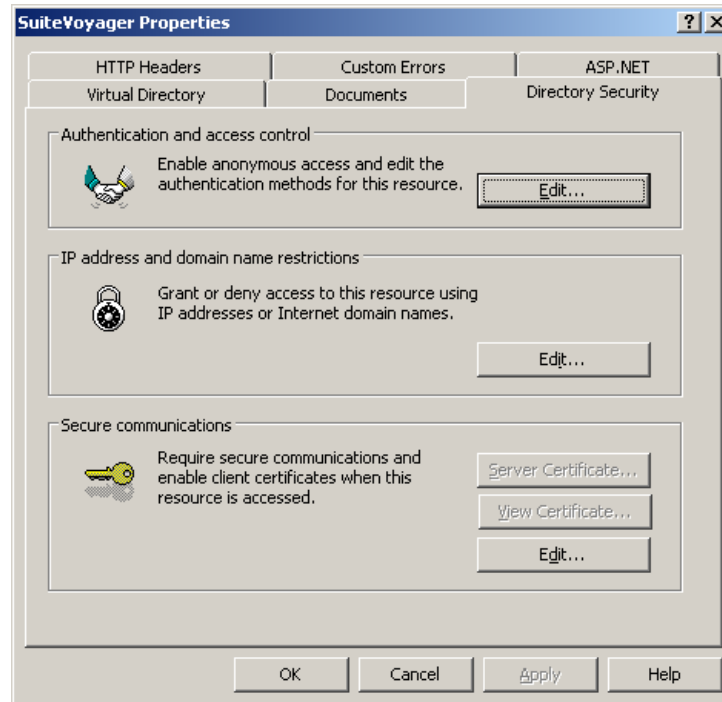 SuiteVoyager Properties
HTTP Headers Custom Errors ASP.NET
Virtual Directory Documents Directory Security
Authentication and access control
Enable anonymous access and edit the
authentication methods for this resource.
Edit...
IP address and domain name restrictions
Grant or deny access to this resource using
IP addresses or Internet domain names.
Edit...
Secure communications
Require secure communications and
enable client certificates when this
resource is accessed.
Server Certificate...
View Certificate...
Edit...
OK Cancel Apply Help